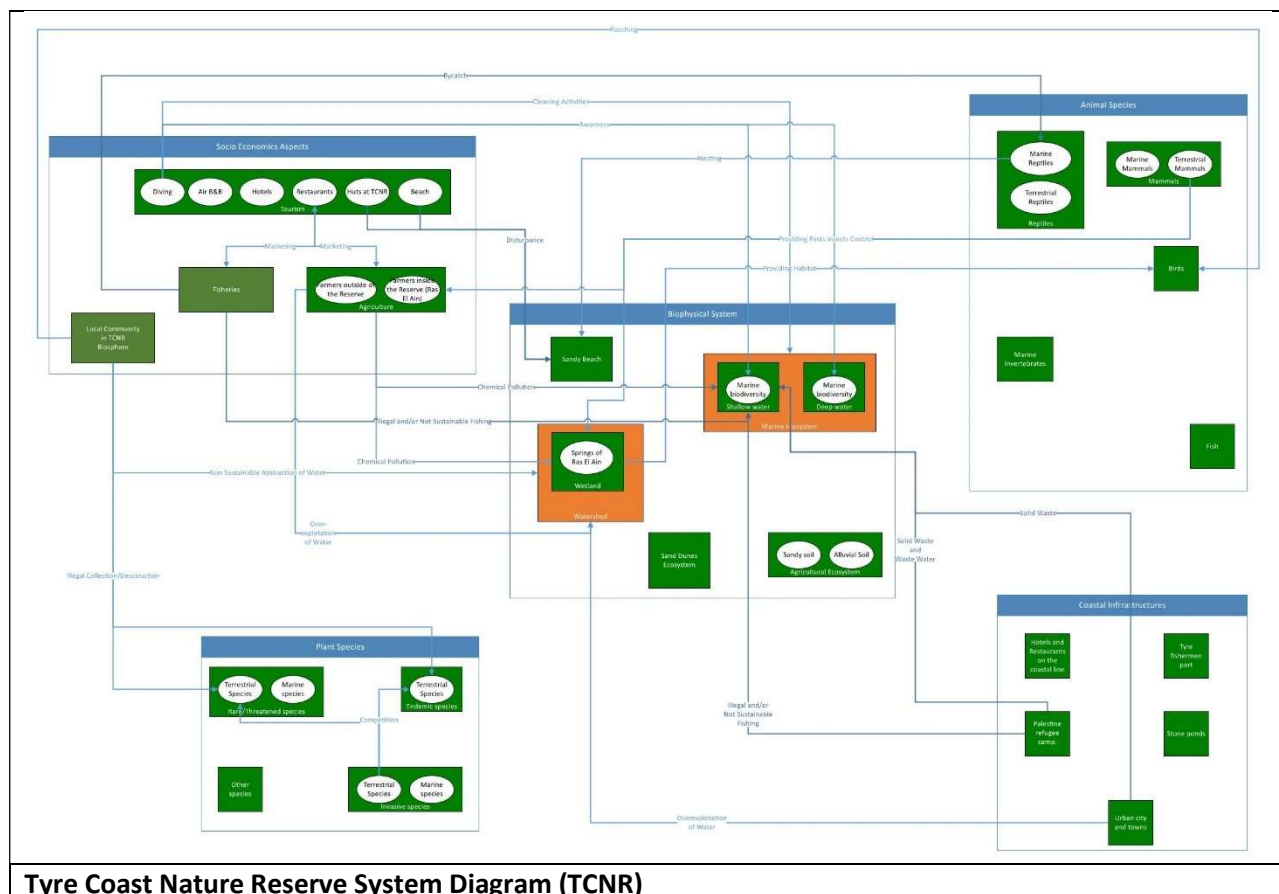 Poaching
Bycatch
Cleaning Activities
Awarness
Animal Species
Socio Economics Aspects
Nesting
Marine
Reptiles
Terrestrial
Reptiles
Reptiles
Marine
Mammals
Terrestrial
Mammals
Mammals
Diving
Air B&B
Hotels
Restaurants
Huts at TCNR
Beach
Tourism
Disturbance
Marketing
Marketing
Providing Pests Insects Control
Providing Habitat
Birds
Fisheries
Farmers outside of
the Reserve
Farmers inside
the Reserve (Ras
El Ain)
Agriculture
Local Community
in TCNR
Biosphere
Biophysical System
Sandy Beach
Marine
biodiversity
Shallow water
Marine
biodiversity
Deep water
Marine Ecosystem
Marine
Invertebrates
Chemical Pollution
Illegal and/or Not Sustainable Fishing
Fish
Chemical Pollution
Springs of
Ras El Ain
Wetland
Watershed
Non Sustainable Abstraction of Water
Over-
explotation
of Water
Solid Waste
Solid Waste
and
Waste Water
Sand Dunes
Ecosystem
Sandy soil
Alluvial Soil
Agricultural Ecosystem
Illegal Collection/Desctruction
Coastal Infrrastructures
Hotels and
Restaurants
on the
coastal line
Tyre
fishermen
port
Plant Species
Terrestrial
Species
Marine
species
Rare/Threatened species
Terrestrial
Species
Endemic species
Competition
Illegal and/or
Not Sustainable
Fishing
Palestine
refugee
camp.
Stone ponds
Other
species
Terrestrial
Species
Marine
species
Invasive species
Overexplotation
of Water
Urban city
and towns
Tyre Coast Nature Reserve System Diagram (TCNR)